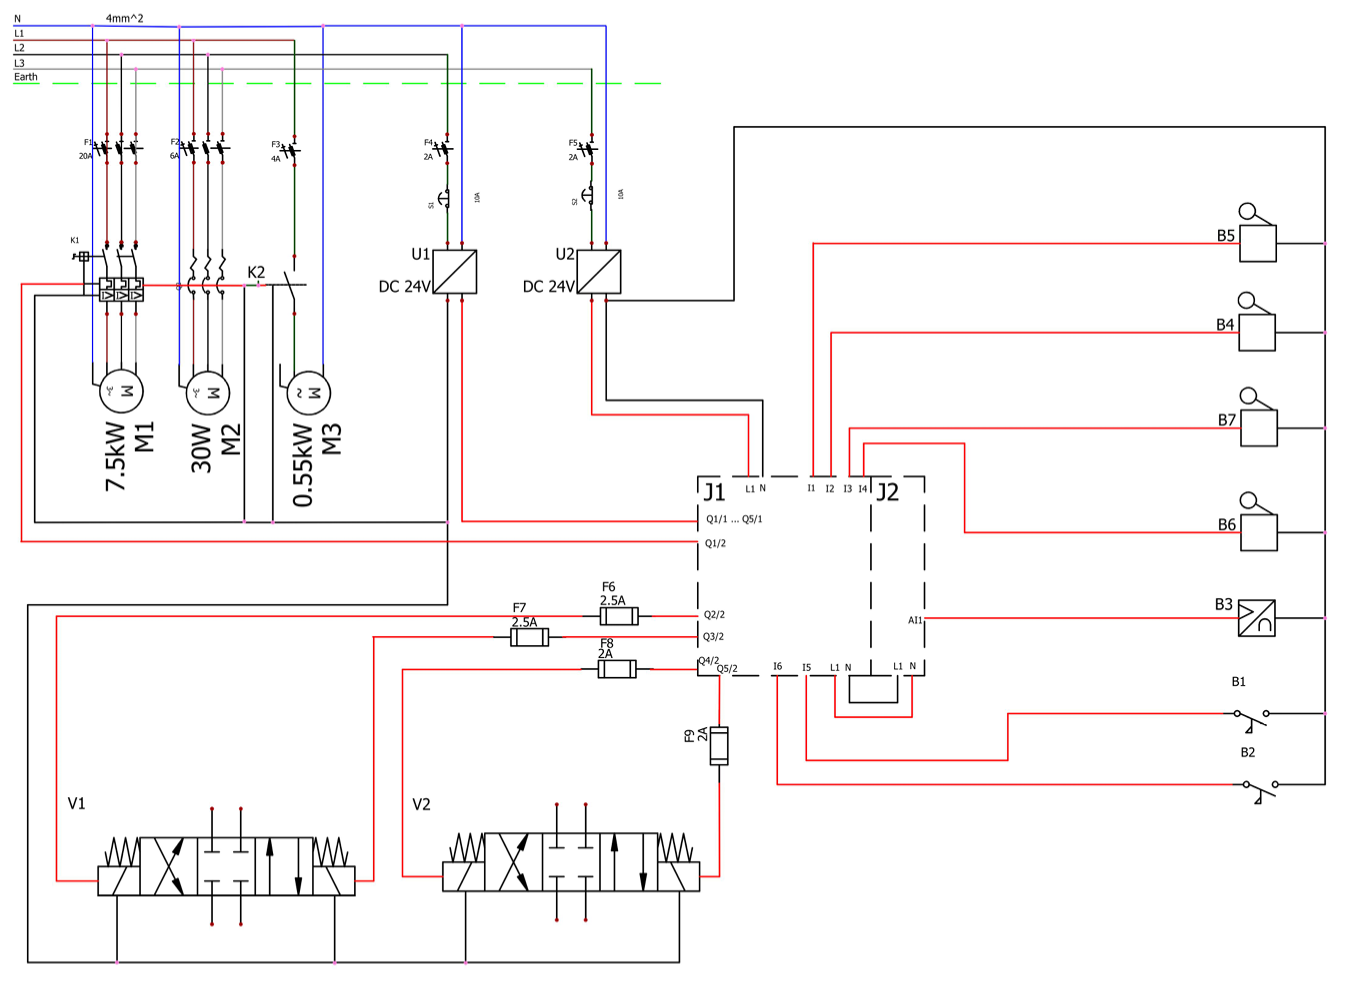 N
4mm^2
L1
L2
L3
Earth
F1
20A
F2
6A
F3
4A
F4
2A
F5
2A
S1
10A
S2
10A
K1
K2
U1
DC 24V
U2
DC 24V
M
3~
M
3~
M
~
7.5kW
M1
30W
M2
0.55kW
M3
B5
B4
B7
B6
B3
B1
B2
J1
L1 N
I1 I2 I3 I4
J2
Q1/1 ... Q5/1
Q1/2
Q2/2
Q3/2
Q4/2
Q5/2
AI1
I6
I5
L1 N
L1 N
F6
2.5A
F7
2.5A
F8
2A
F9
2A
V1
V2